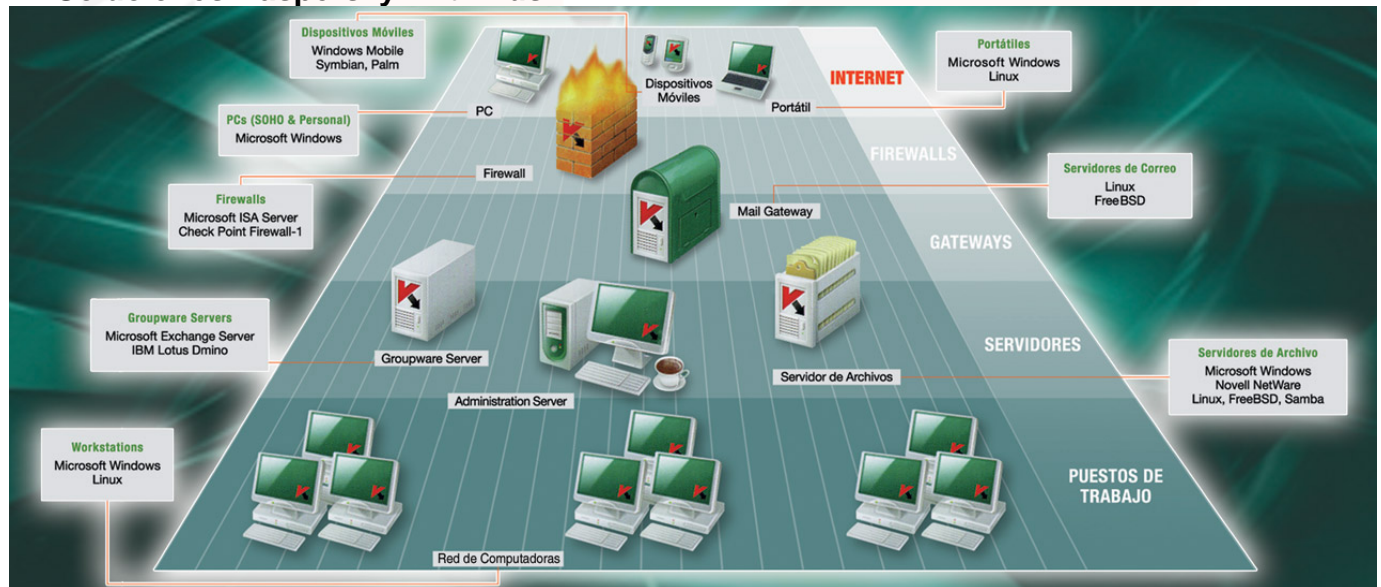 Dispositivos Móviles
Windows Mobile
Symbian, Palm
Portátiles
Microsoft Windows
Linux
INTERNET
Dispositivos
Móviles
PC
Portátil
PCs (SOHO & Personal)
Microsoft Windows
FIREWALLS
Firewall
Servidores de Correo
Linux
FreeBSD
Firewalls
Microsoft ISA Server
Check Point Firewall-1
Mail Gateway
GATEWAYS
Groupware Servers
Microsoft Exchange Server
IBM Lotus Dmino
SERVIDORES
Groupware Server
Servidor de Archivos
Servidores de Archivo
Microsoft Windows
Novell NetWare
Linux, FreeBSD, Samba
Administration Server
Workstations
Microsoft Windows
Linux
PUESTOS DE
TRABAJO
Red de Computadoras